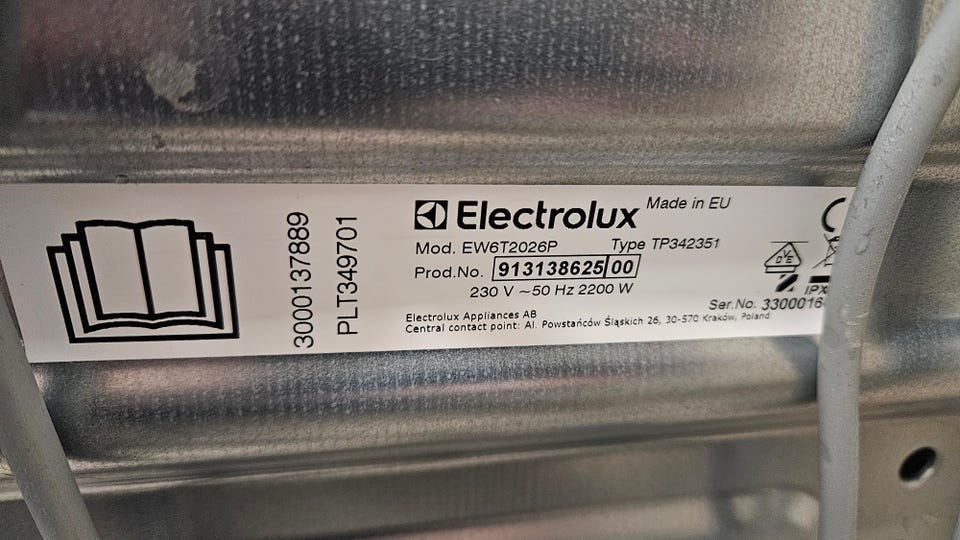 3000137889
PLT349701
Electrolux Made in EU
Mod. EW6T2026P Type TP342351
Prod.No. 913138625 00
230 V ~50 Hz 2200 W
DVE
Ser.No.
Electrolux Appliances AB
Central contact point: Al. Powstańców Śląskich 26, 30-570 Kraków, Poland